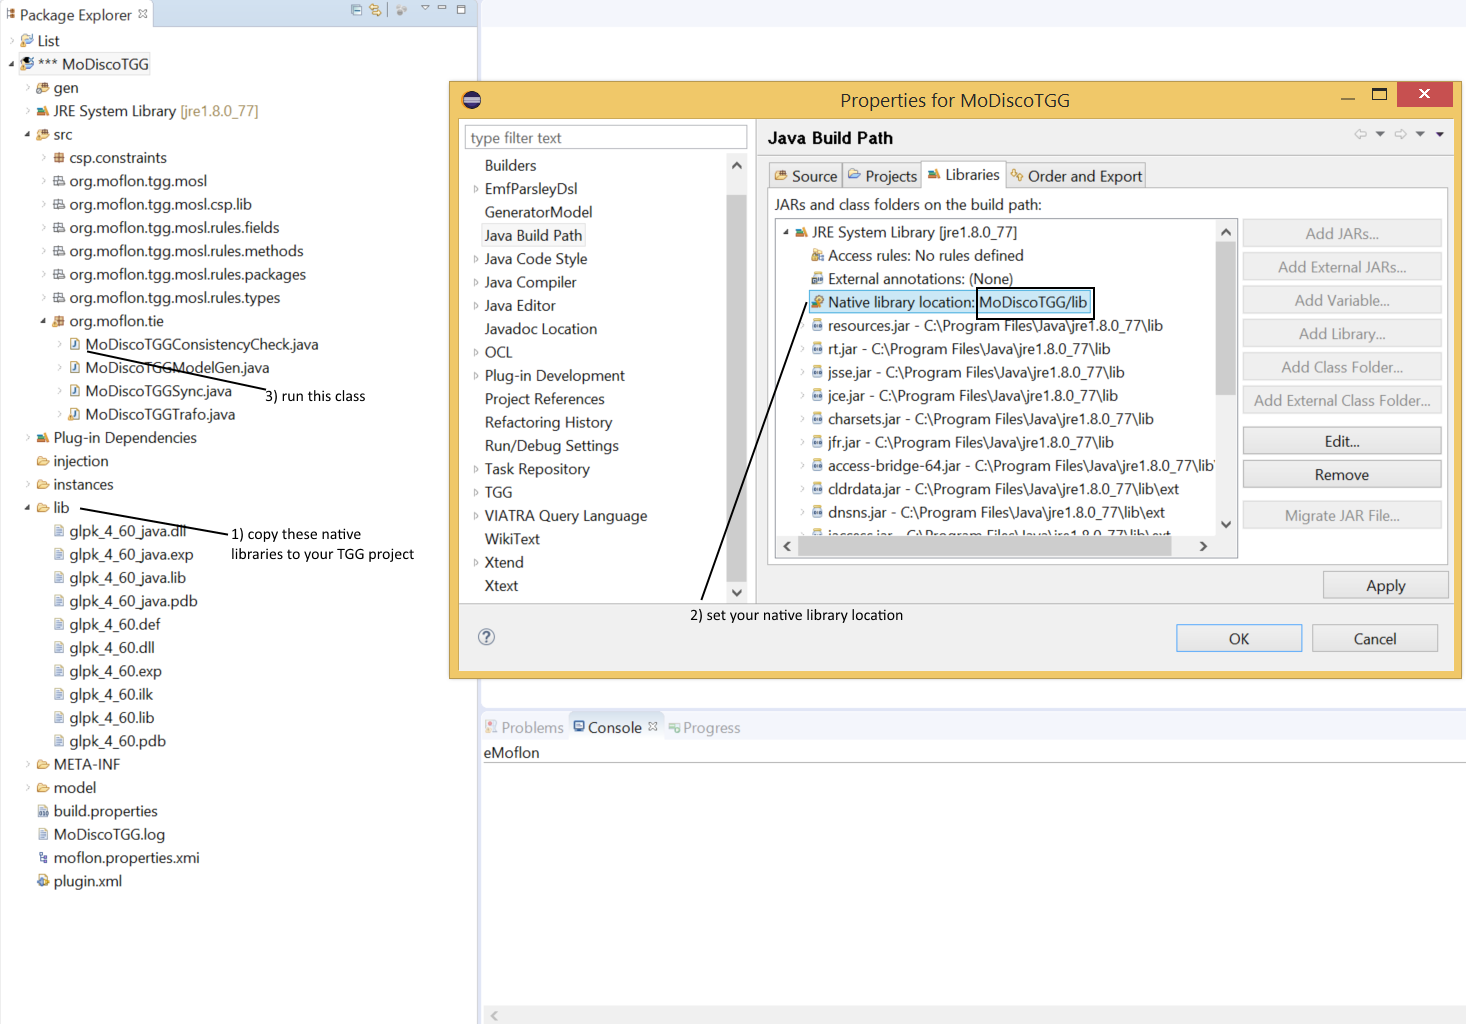 Package Explorer
List
*** MoDiscoTGG
gen
JRE System Library [jre1.8.0_77]
src
csp.constraints
org.moflon.tgg.mosl
org.moflon.tgg.mosl.csp.lib
org.moflon.tgg.mosl.rules.fields
org.moflon.tgg.mosl.rules.methods
org.moflon.tgg.mosl.rules.packages
org.moflon.tgg.mosl.rules.types
org.moflon.tie
MoDiscoTGGConsistencyCheck.java
MoDiscoTGGModelGen.java
MoDiscoTGGSync.java
3) run this class
MoDiscoTGGTrafo.java
Plug-in Dependencies
injection
instances
lib
glpk_4_60_java.dll
1) copy these native
libraries to your TGG project
glpk_4_60_java.exp
glpk_4_60_java.lib
glpk_4_60_java.pdb
glpk_4_60.def
glpk_4_60.dll
glpk_4_60.exp
glpk_4_60.ilk
glpk_4_60.lib
glpk_4_60.pdb
META-INF
model
build.properties
MoDiscoTGG.log
moflon.properties.xmi
plugin.xml
Properties for MoDiscoTGG
type filter text
Builders
EmfParsleyDsl
GeneratorModel
Java Build Path
Java Code Style
Java Compiler
Java Editor
Javadoc Location
OCL
Plug-in Development
Project References
Refactoring History
Run/Debug Settings
Task Repository
TGG
VIATRA Query Language
WikiText
Xtend
Xtext
Java Build Path
Source Projects Libraries Order and Export
JARs and class folders on the build path:
JRE System Library [jre1.8.0_77]
Access rules: No rules defined
External annotations: (None)
Native library location: MoDiscoTGG/lib
resources.jar - C:\Program Files\Java\jre1.8.0_77\lib
rt.jar - C:\Program Files\Java\jre1.8.0_77\lib
jsse.jar - C:\Program Files\Java\jre1.8.0_77\lib
jce.jar - C:\Program Files\Java\jre1.8.0_77\lib
charsets.jar - C:\Program Files\Java\jre1.8.0_77\lib
jfr.jar - C:\Program Files\Java\jre1.8.0_77\lib
access-bridge-64.jar - C:\Program Files\Java\jre1.8.0_77\lib\
cldrdata.jar - C:\Program Files\Java\jre1.8.0_77\lib\ext
dnsns.jar - C:\Program Files\Java\jre1.8.0_77\lib\ext
jaccess.jar - C:\Program Files\Java\jre1.8.0_77\lib\ext
Add JARs...
Add External JARs...
Add Variable...
Add Library...
Add Class Folder...
Add External Class Folder...
Edit...
Remove
Migrate JAR File...
Apply
2) set your native library location
OK Cancel
Problems Console Progress
eMoflon